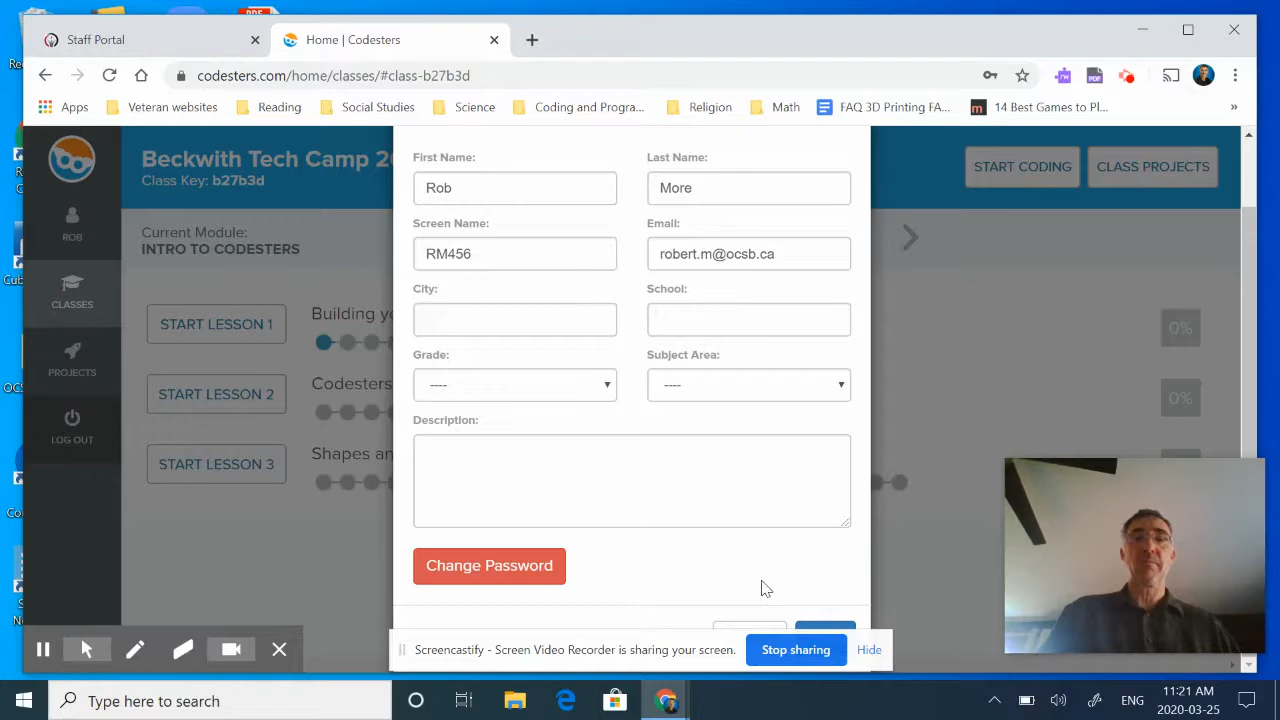 PDF
Staff Portal
Home | Codesters
codesters.com/home/classes/#class-b27b3d
Apps
Veteran websites
Reading
Social Studies
Science
Coding and Progra...
Religion
Math
FAQ 3D Printing FA...
14 Best Games to Pl...
»
Beckwith Tech Camp 20
Class Key: b27b3d
START CODING
CLASS PROJECTS
ROB
CLASSES
PROJECTS
LOG OUT
Current Module:
INTRO TO CODESTERS
START LESSON 1
Building yo
0%
START LESSON 2
Codesters
0%
START LESSON 3
Shapes an
First Name:
Last Name:
Rob
More
Screen Name:
Email:
RM456
robert.m@ocsb.ca
City:
School:
Grade:
Subject Area:
----
----
Description:
Change Password
Screencastify - Screen Video Recorder is sharing your screen.
Stop sharing
Hide
Type here to search
ENG
11:21 AM
2020-03-25